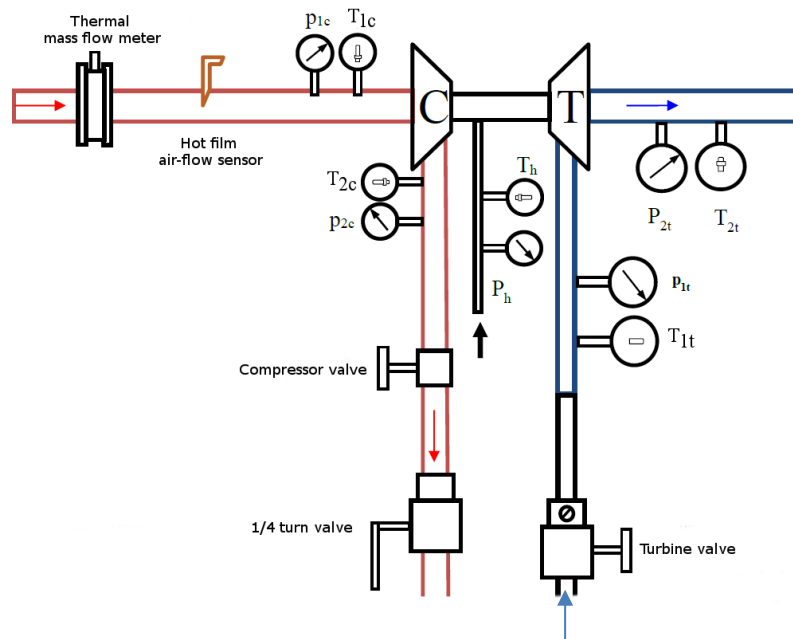 Thermal
mass flow meter
p1c
T1c
Hot film
air-flow sensor
C
T
T2c
p2c
Th
Ph
P2t
T2t
p1t
T1t
Compressor valve
1/4 turn valve
Turbine valve